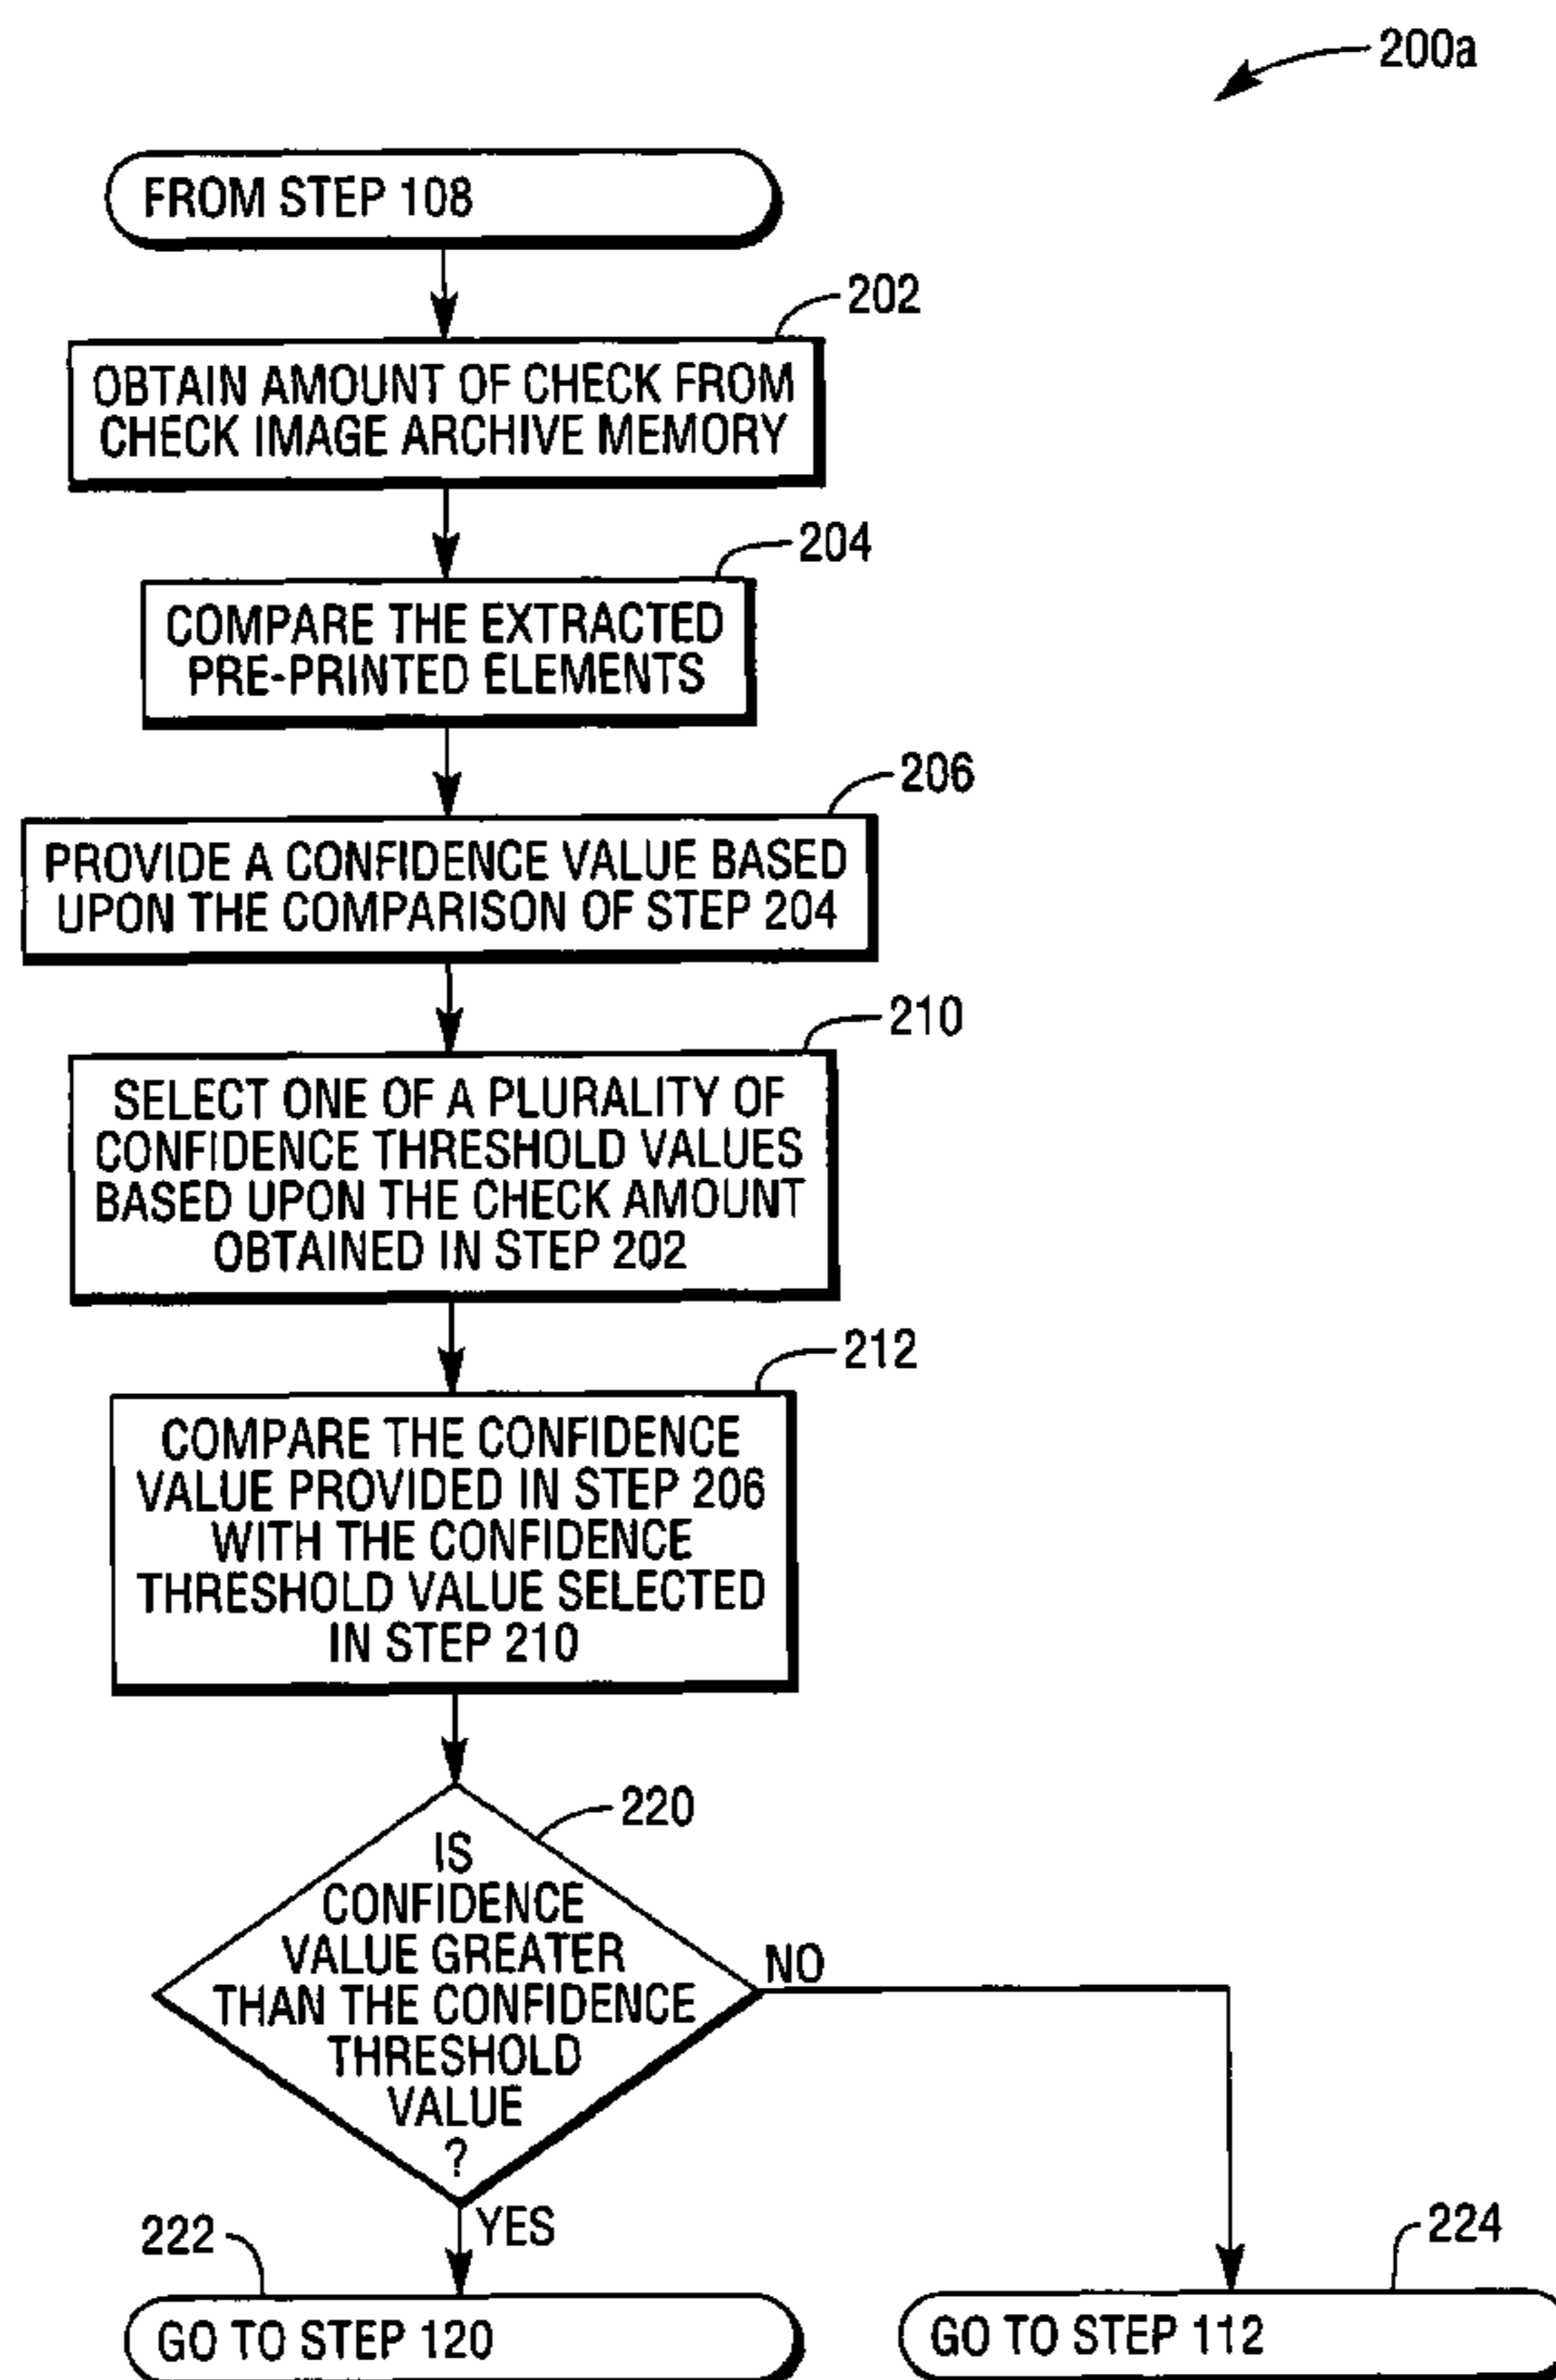 200a
FROM STEP 108
202
OBTAIN AMOUNT OF CHECK FROM
CHECK IMAGE ARCHIVE MEMORY
204
COMPARE THE EXTRACTED
PRE-PRINTED ELEMENTS
206
PROVIDE A CONFIDENCE VALUE BASED
UPON THE COMPARISON OF STEP 204
210
SELECT ONE OF A PLURALITY OF
CONFIDENCE THRESHOLD VALUES
BASED UPON THE CHECK AMOUNT
OBTAINED IN STEP 202
212
COMPARE THE CONFIDENCE
VALUE PROVIDED IN STEP 206
WITH THE CONFIDENCE
THRESHOLD VALUE SELECTED
IN STEP 210
220
IS
CONFIDENCE
VALUE GREATER
THAN THE CONFIDENCE
THRESHOLD
VALUE
?
NO
YES
222
GO TO STEP 120
224
GO TO STEP 112